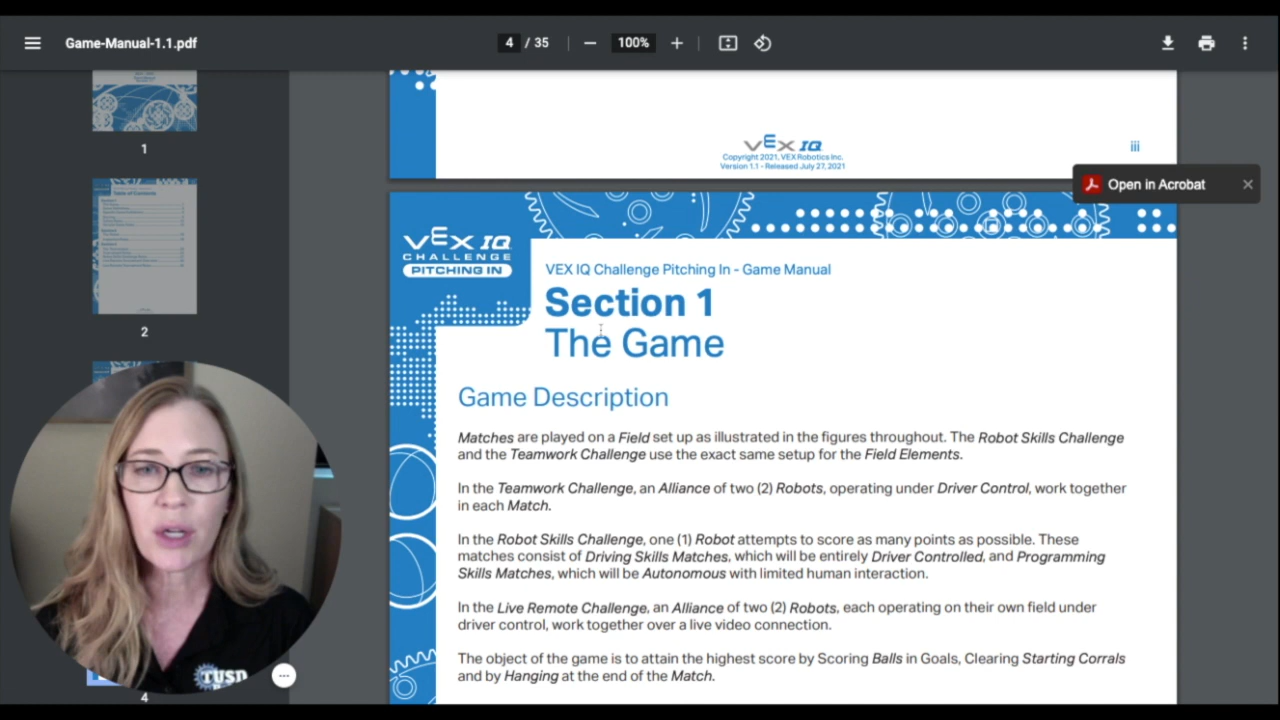 Game-Manual-1.1.pdf
4 / 35
100%
1
2
4
VEX IQ
Copyright 2021, VEX Robotics Inc.
Version 1.1 - Released July 27, 2021
iii
Open in Acrobat
VEX IQ
CHALLENGE
PITCHING IN
VEX IQ Challenge Pitching In - Game Manual
Section 1
The Game
Game Description
Matches are played on a Field set up as illustrated in the figures throughout. The Robot Skills Challenge
and the Teamwork Challenge use the exact same setup for the Field Elements.
In the Teamwork Challenge, an Alliance of two (2) Robots, operating under Driver Control, work together
in each Match.
In the Robot Skills Challenge, one (1) Robot attempts to score as many points as possible. These
matches consist of Driving Skills Matches, which will be entirely Driver Controlled, and Programming
Skills Matches, which will be Autonomous with limited human interaction.
In the Live Remote Challenge, an Alliance of two (2) Robots, each operating on their own field under
driver control, work together over a live video connection.
The object of the game is to attain the highest score by Scoring Balls in Goals, Clearing Starting Corrals
and by Hanging at the end of the Match.
TUSD